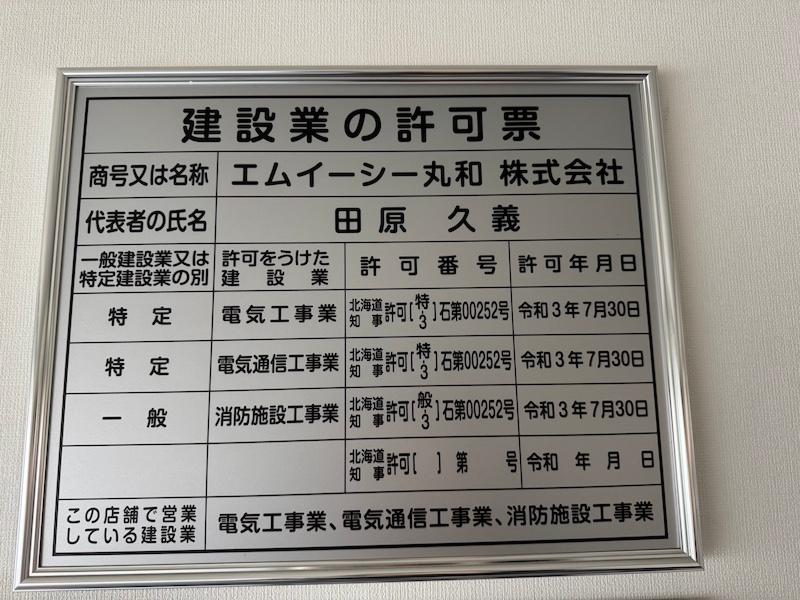 建設業の許可票
商号又は名称 エムイーシー丸和 株式会社
代表者の氏名 田原 久義
一般建設業又は
特定建設業の別
許可をうけた
建設業
許可番号
許可年月日
特定 電気工事業 北海道知事 許可[特-3]石第00252号 令和3年7月30日
特定 電気通信工事業 北海道知事 許可[特-3]石第00252号 令和3年7月30日
一般 消防施設工事業 北海道知事 許可[般-3]石第00252号 令和3年7月30日
北海道知事 許可[ ] 第 号 令和 年 月 日
この店舗で営業
している建設業
電気工事業、電気通信工事業、消防施設工事業